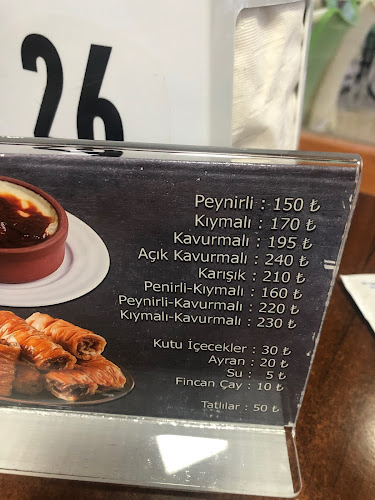 26
Peynirli : 150 ₺
Kıymalı : 170 ₺
Kavurmalı : 195 ₺
Açık Kavurmalı : 240 ₺
Karışık : 210 ₺
Penirli-Kıymalı : 160 ₺
Peynirli-Kavurmalı : 220 ₺
Kıymalı-Kavurmalı : 230 ₺
Kutu İçecekler : 30 ₺
Ayran : 20 ₺
Su : 5 ₺
Fincan Çay : 10 ₺
Tatlılar : 50 ₺